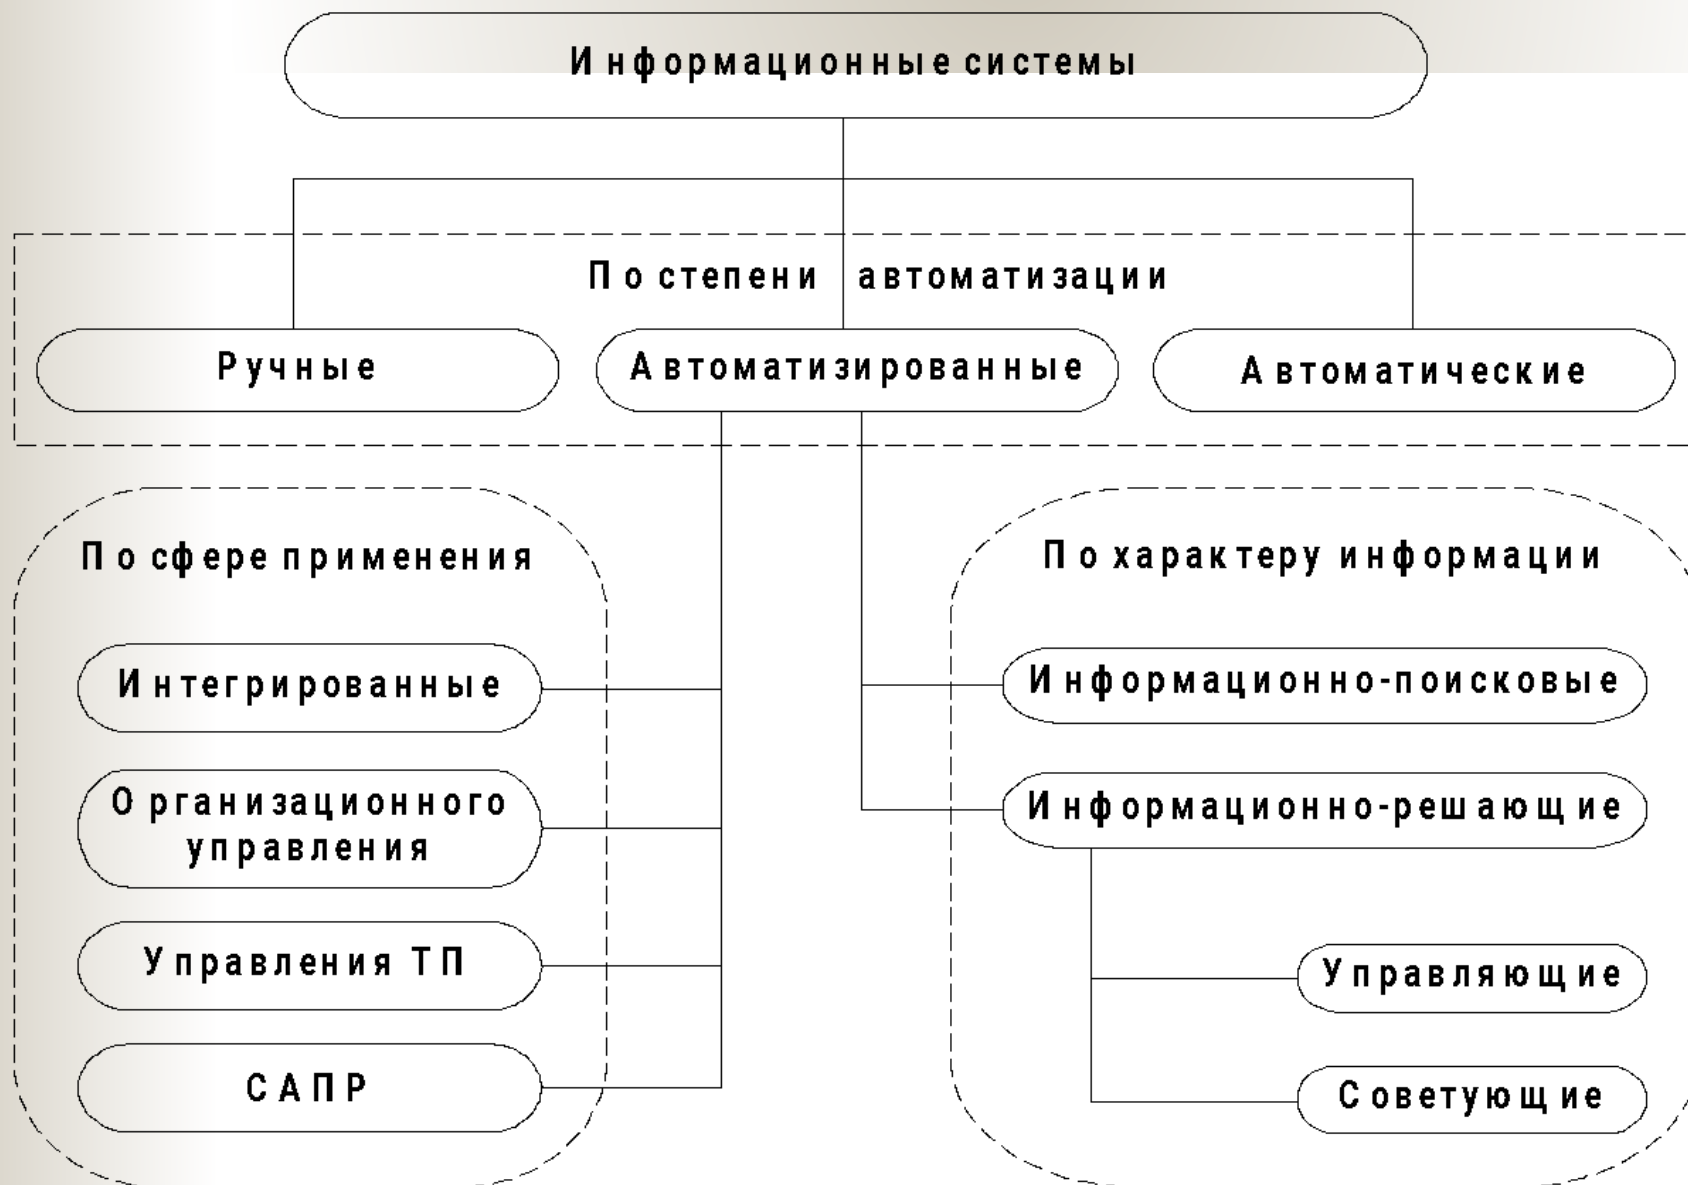 Информационные системы
По степени автоматизации
Ручные
Автоматизированные
Автоматические
По сфере применения
Интегрированные
Организационного
управления
Управления ТП
САПР
По характеру информации
Информационно-поисковые
Информационно-решающие
Управляющие
Советующие